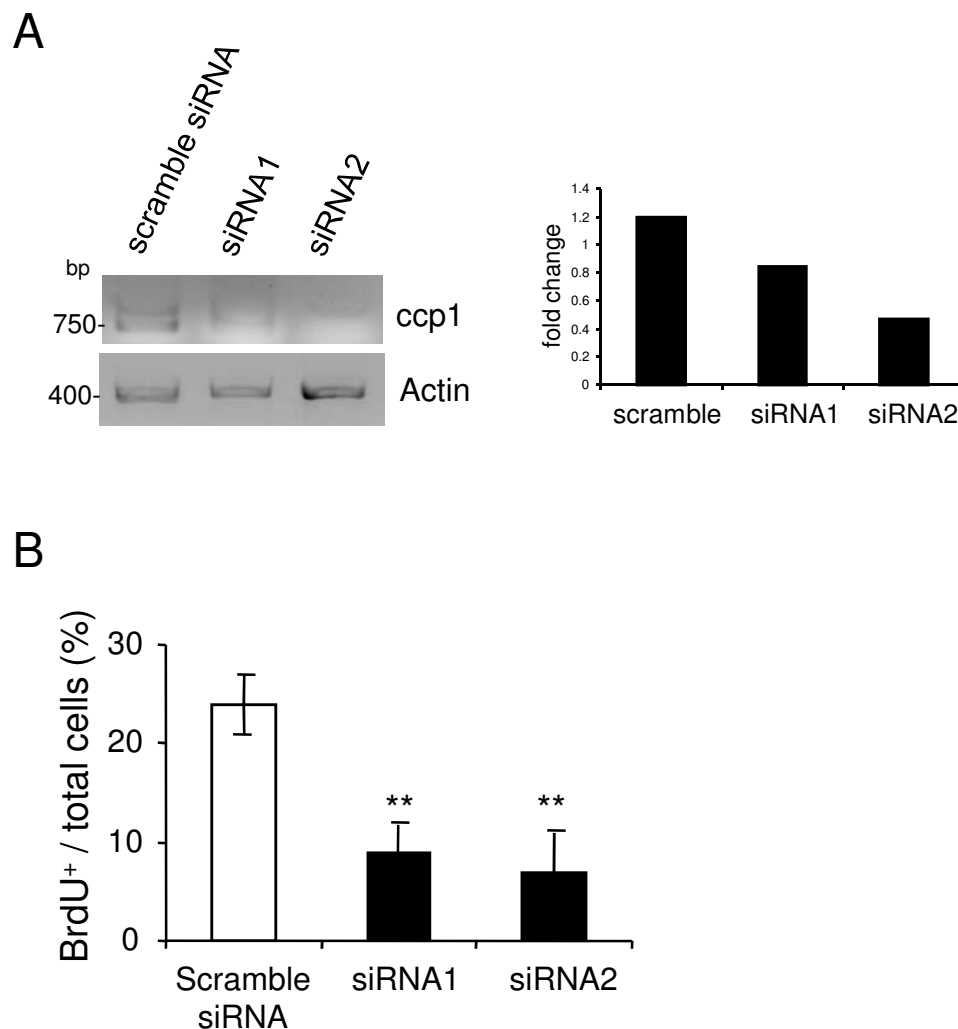 A
scramble siRNA
siRNA1
siRNA2
bp
750-
ccp1
400-
Actin
fold change
1.4
1.2
1
0.8
0.6
0.4
0.2
0
scramble siRNA1 siRNA2
B
BrdU⁺ / total cells (%)
30
20
10
0
**
**
Scramble siRNA1 siRNA2
siRNA